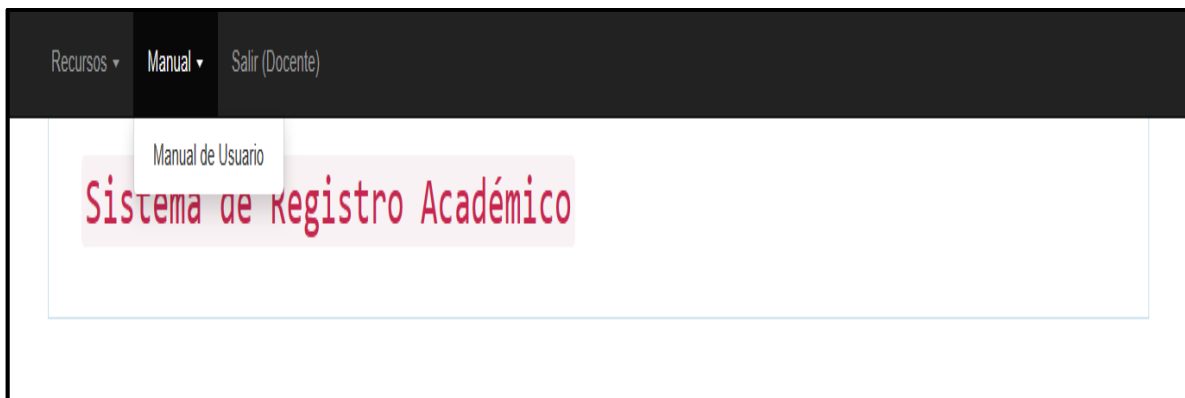 Recursos Manual Salir (Docente)
Manual de Usuario
Sistema de Registro Académico